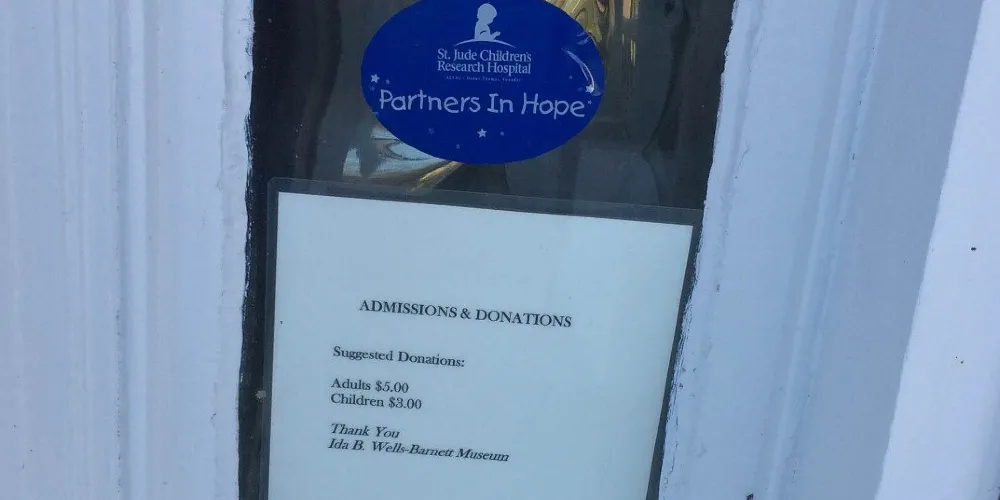 St. Jude Children's
Research Hospital
Partners In Hope
ADMISSIONS & DONATIONS
Suggested Donations:
Adults $5.00
Children $3.00
Thank You
Ida B. Wells-Barnett Museum